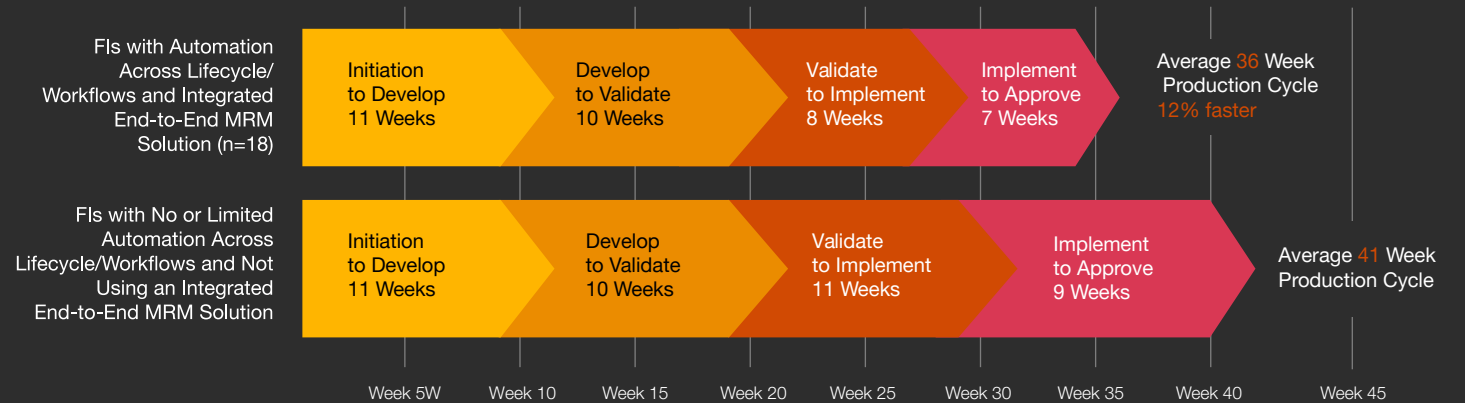 FIs with Automation
Across Lifecycle/
Workflows and Integrated
End-to-End MRM
Solution (n=18)
Initiation
to Develop
11 Weeks
Develop
to Validate
10 Weeks
Validate
to Implement
8 Weeks
Implement
to Approve
7 Weeks
Average 36 Week
Production Cycle
12% faster
FIs with No or Limited
Automation Across
Lifecycle/Workflows and Not
Using an Integrated
End-to-End MRM Solution
Initiation
to Develop
11 Weeks
Develop
to Validate
10 Weeks
Validate
to Implement
11 Weeks
Implement
to Approve
9 Weeks
Average 41 Week
Production Cycle
Week 5W
Week 10
Week 15
Week 20
Week 25
Week 30
Week 35
Week 40
Week 45